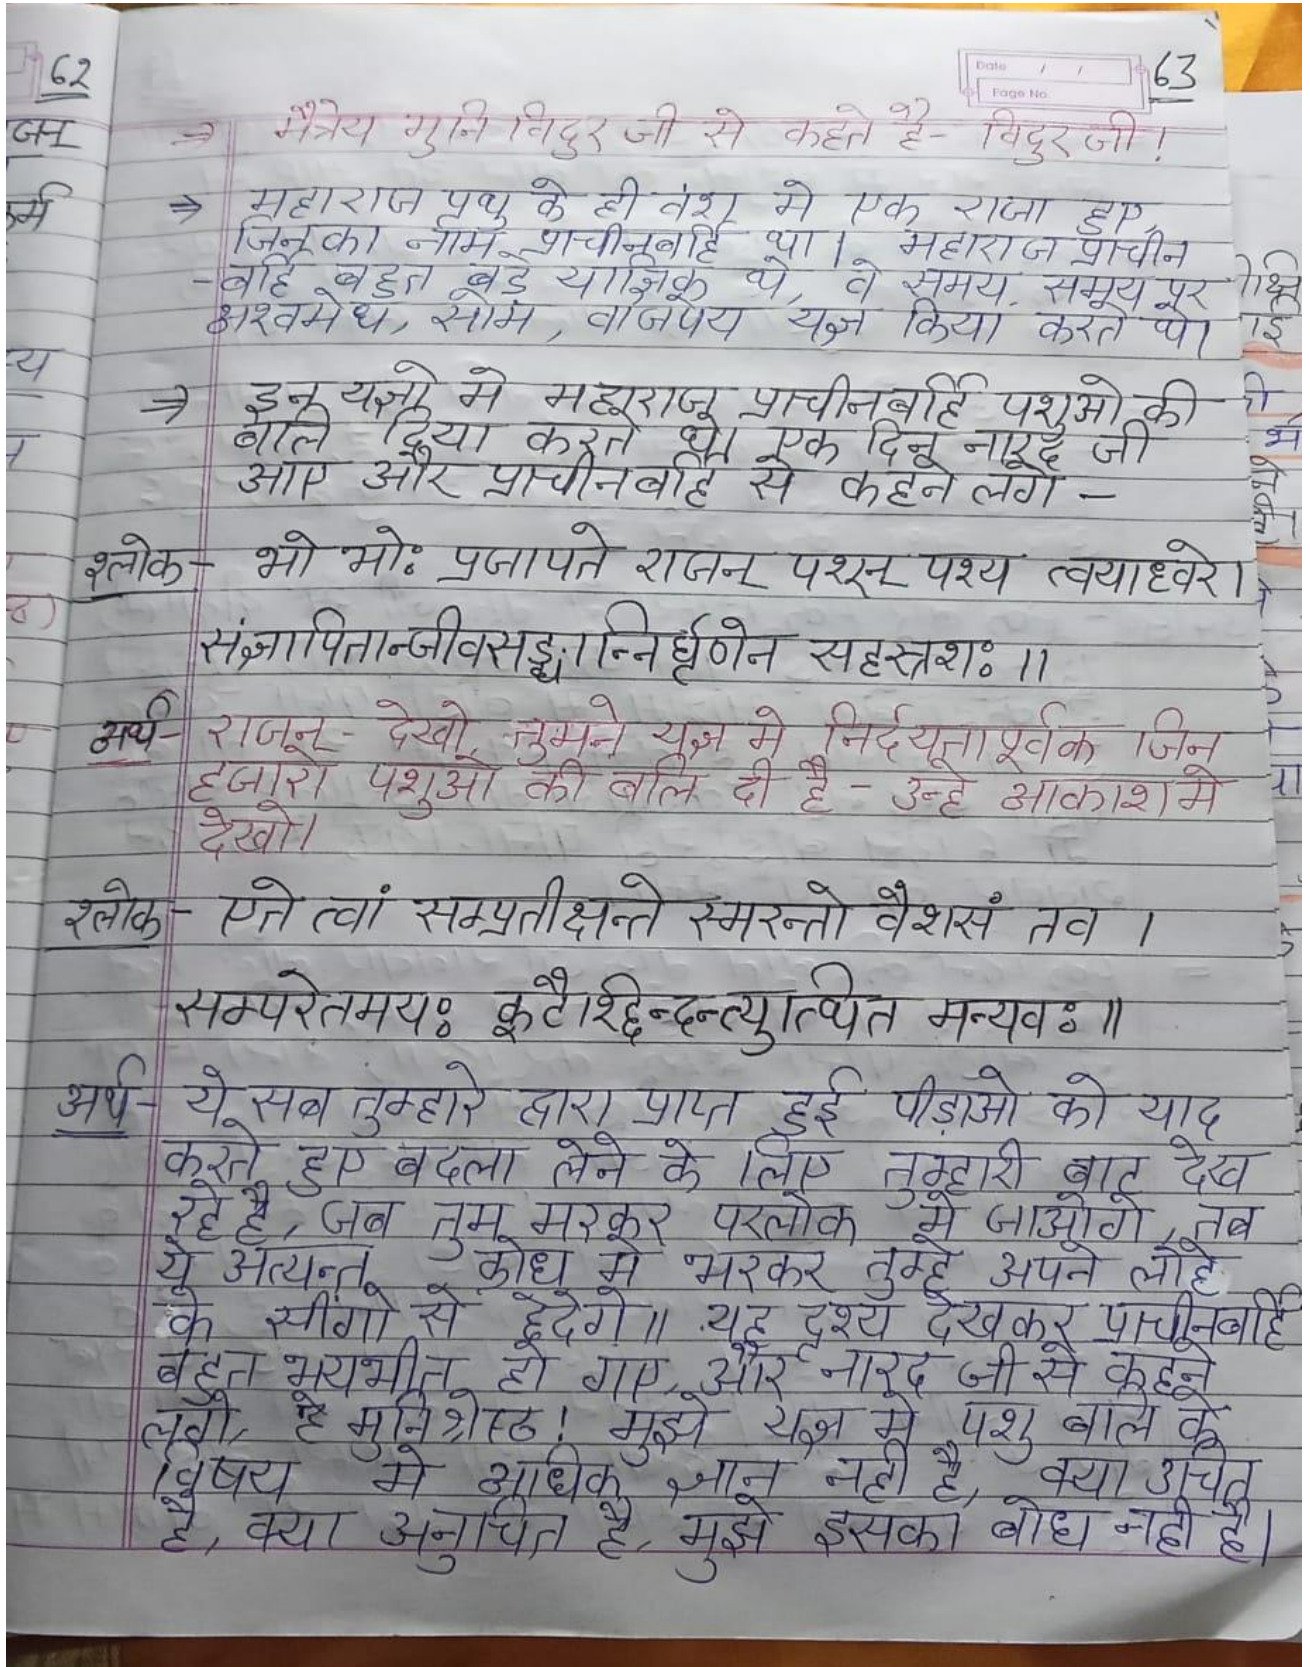 62
Date / /
Page No.
63
⇒ मैत्रेय मुनि विदुर जी से कहते है - विदुर जी!
⇒ महाराज पृथु के ही वंश मे एक राजा हुए,
जिनका नाम प्राचीनबर्हि था। महाराज प्राचीन
-बर्हि बहुत बड़े याज्ञिक थे, वे समय, समय पर
अश्वमेध, सोम, वाजपेय यज्ञ किया करते थे।
⇒ इन यज्ञो मे महाराज प्राचीनबर्हि पशुओ की
बलि दिया करते थे। एक दिन नारद जी
आए और प्राचीनबर्हि से कहने लगे -
श्लोक - भो भोः प्रजापते राजन् पशून् पश्य त्वयाध्वरे।
संज्ञापिताञ्जीवसङ्घान्निर्घृणेन सहस्त्रशः॥
अर्थ - राजन् - देखो, तुमने यज्ञ मे निर्दयतापूर्वक जिन
हजारो पशुओ की बलि दी है - उन्हे आकाश मे
देखो।
श्लोक - एते त्वां सम्प्रतीक्षन्ते स्मरन्तो वैशसं तव ।
सम्परेतमयः कूटैश्छिन्दन्त्युत्थित मन्यवः॥
अर्थ - ये सब तुम्हारे द्वारा प्राप्त हुई पीड़ाओ को याद
करते हुए बदला लेने के लिए तुम्हारी बाट देख
रहे है, जब तुम मरकर परलोक मे जाओगे, तब
ये अत्यन्त क्रोध मे भरकर तुम्हे अपने लोहे
के सींगो से छेदेगे॥ यह दृश्य देखकर प्राचीनबर्हि
बहुत भयभीत हो गए, और नारद जी से कहने
लगे, हे मुनिश्रेष्ठ! मुझे यज्ञ मे पशु बलि के
विषय मे अधिक ज्ञान नही है, क्या उचित
है, क्या अनुचित है, मुझे इसका बोध नही है।